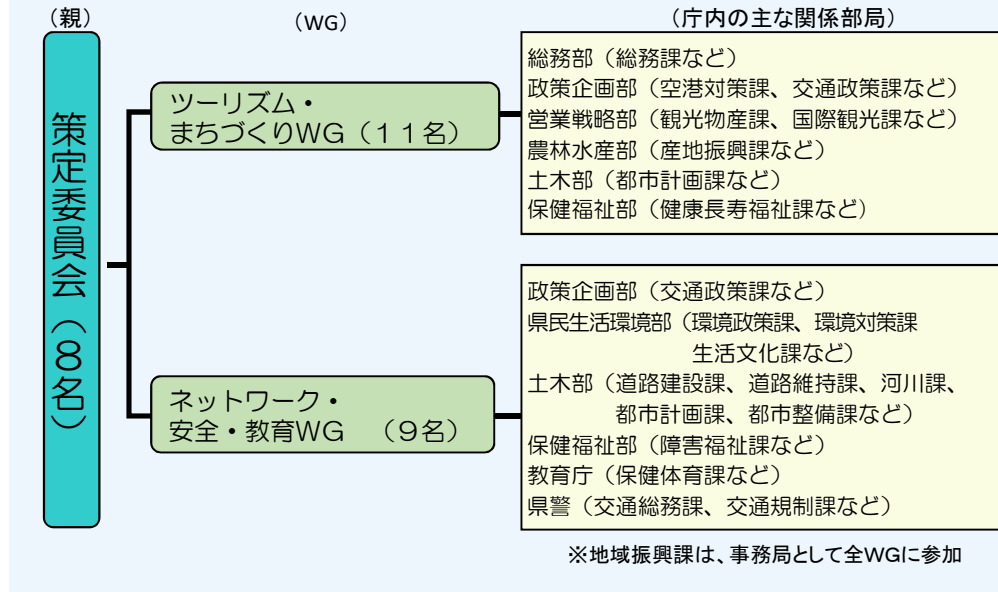 （親）
（WG）
（庁内の主な関係部局）
策定委員会（8名）
ツーリズム・
まちづくりWG（11名）
総務部（総務課など）
政策企画部（空港対策課、交通政策課など）
営業戦略部（観光物産課、国際観光課など）
農林水産部（産地振興課など）
土木部（都市計画課など）
保健福祉部（健康長寿福祉課など）
ネットワーク・
安全・教育WG　（9名）
政策企画部（交通政策課など）
県民生活環境部（環境政策課、環境対策課
生活文化課など）
土木部（道路建設課、道路維持課、河川課、
都市計画課、都市整備課など）
保健福祉部（障害福祉課など）
教育庁（保健体育課など）
県警（交通総務課、交通規制課など）
※地域振興課は、事務局として全WGに参加